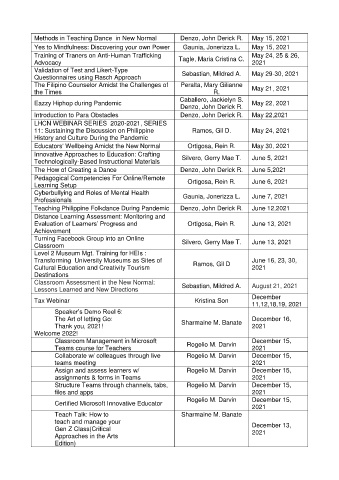 Methods in Teaching Dance in New Normal Denzo, John Derick R. May 15, 2021
Yes to Mindfulness: Discovering your own Power Gaunia, Jonerizza L. May 15, 2021
Training of Traners on Anti-Human Trafficking
Advocacy Tagle, Maria Cristina C. May 24, 25 & 26,
2021
Validation of Test and Likert-Type
Questionnaires using Rasch Approach Sebastian, Mildred A. May 29-30, 2021
The Filipino Counselor Amidst the Challenges of
the Times Peralta, Mary Gilianne
R. May 21, 2021
Eazzy Hiphop during Pandemic Caballero, Jackielyn S.
Denzo, John Derick R. May 22, 2021
Introduction to Para Obstacles Denzo, John Derick R. May 22,2021
LHCN WEBINAR SERIES 2020-2021, SERIES
11: Sustaining the Discussion on Philippine
History and Culture During the Pandemic Ramos, Gil D. May 24, 2021
Educators' Wellbeing Amidst the New Normal Ortigosa, Rein R. May 30, 2021
Innovative Approaches to Education: Crafting
Technologically Based Instructional Materials Silvero, Gerry Mae T. June 5, 2021
The How of Creating a Dance Denzo, John Derick R. June 5,2021
Pedagogical Competencies For Online/Remote
Learning Setup Ortigosa, Rein R. June 6, 2021
Cyberbullying and Roles of Mental Health
Professionals Gaunia, Jonerizza L. June 7, 2021
Teaching Philippine Folkdance During Pandemic Denzo, John Derick R. June 12,2021
Distance Learning Assessment: Monitoring and
Evaluation of Learners' Progress and
Achievement Ortigosa, Rein R. June 13, 2021
Turning Facebook Group into an Online
Classroom Silvero, Gerry Mae T. June 13, 2021
Level 2 Museum Mgt. Training for HEIs :
Transforming University Museums as Sites of
Cultural Education and Creativity Tourism
Destinations Ramos, Gil D June 16, 23, 30,
2021
Classroom Assessment in the New Normal:
Lessons Learned and New Directions Sebastian, Mildred A. August 21, 2021
Tax Webinar Kristina Son December
11,12,18,19, 2021
Speaker's Demo Reel 6:
The Art of letting Go:
Thank you, 2021!
Welcome 2022! Sharmaine M. Banate December 16,
2021
Classroom Management in Microsoft
Teams course for Teachers Rogelio M. Darvin December 15,
2021
Collaborate w/ colleagues through live
teams meeting Rogelio M. Darvin December 15,
2021
Assign and assess learners w/
assignments & forms in Teams Rogelio M. Darvin December 15,
2021
Structure Teams through channels, tabs,
files and apps Rogelio M. Darvin December 15,
2021
Certified Microsoft Innovative Educator Rogelio M. Darvin December 15,
2021
Teach Talk: How to
teach and manage your
Gen Z Class(Critical
Approaches in the Arts
Edition) Sharmaine M. Banate December 13,
2021